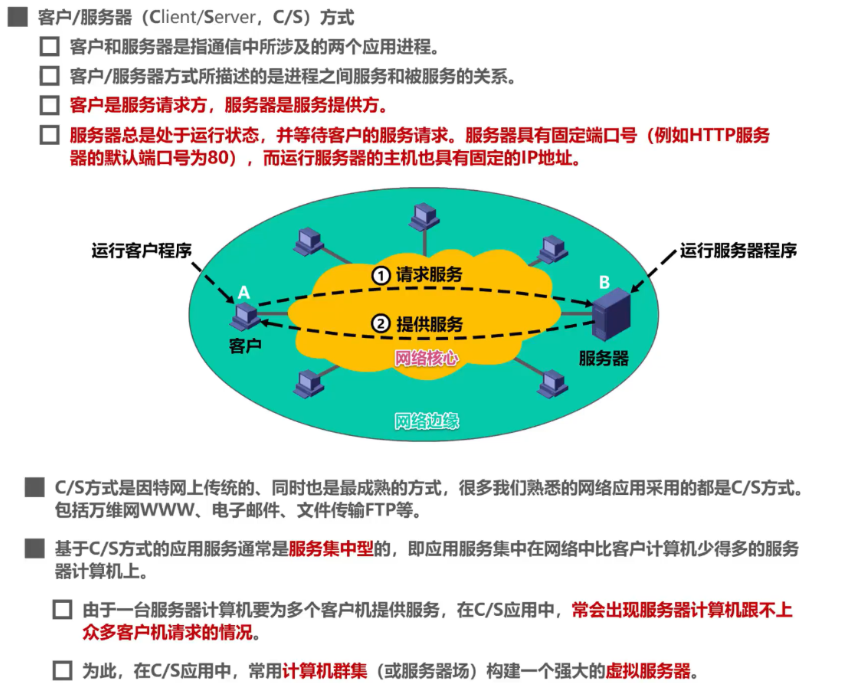 客户/服务器（Client/Server，C/S）方式
客户和服务器是指通信中所涉及的两个应用进程。
客户/服务器方式所描述的是进程之间服务和被服务的关系。
客户是服务请求方，服务器是服务提供方。
服务器总是处于运行状态，并等待客户的服务请求。服务器具有固定端口号（例如HTTP服务
器的默认端口号为80），而运行服务器的主机也具有固定的IP地址。
运行客户程序
运行服务器程序
① 请求服务
A
B
② 提供服务
客户
服务器
网络核心
网络边缘
C/S方式是因特网上传统的、同时也是最成熟的方式，很多我们熟悉的网络应用采用的都是C/S方式。
包括万维网WWW、电子邮件、文件传输FTP等。
基于C/S方式的应用服务通常是服务集中型的，即应用服务集中在网络中比客户计算机少得多的服务
器计算机上。
由于一台服务器计算机要为多个客户机提供服务，在C/S应用中，常会出现服务器计算机跟不上
众多客户机请求的情况。
为此，在C/S应用中，常用计算机群集（或服务器场）构建一个强大的虚拟服务器。